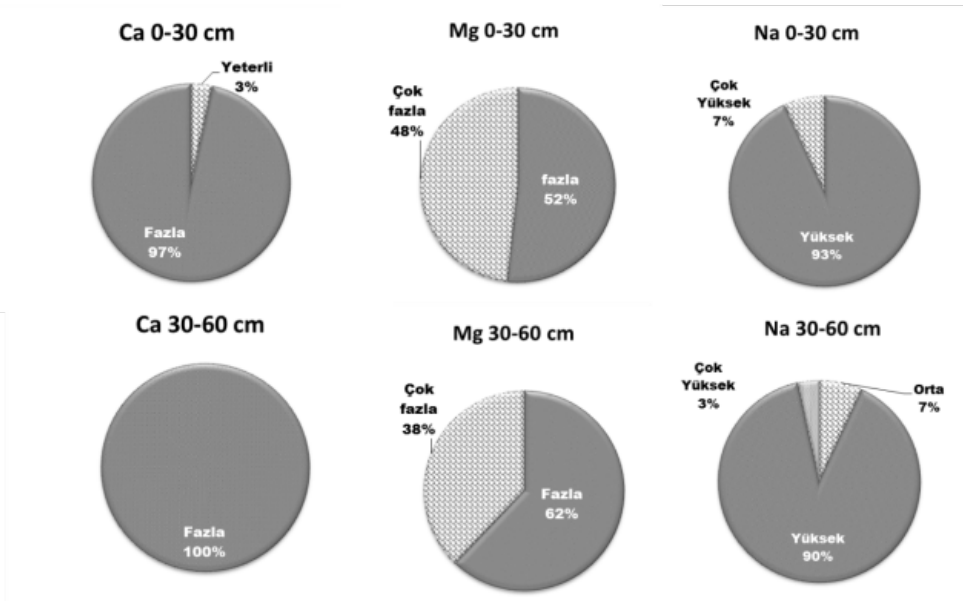 Ca 0-30 cm
Yeterli
3%
Fazla
97%
Mg 0-30 cm
Çok
fazla
48%
fazla
52%
Na 0-30 cm
Çok
Yüksek
7%
Yüksek
93%
Ca 30-60 cm
Fazla
100%
Mg 30-60 cm
Çok
fazla
38%
Fazla
62%
Na 30-60 cm
Çok
Yüksek
3%
Orta
7%
Yüksek
90%